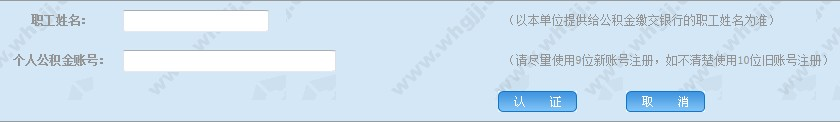 职工姓名： （以本单位提供给公积金缴交银行的职工姓名为准）
个人公积金账号： （请尽量使用9位新账号注册，如不清楚使用10位旧账号注册）
认 证 取 消
www.whgjj.